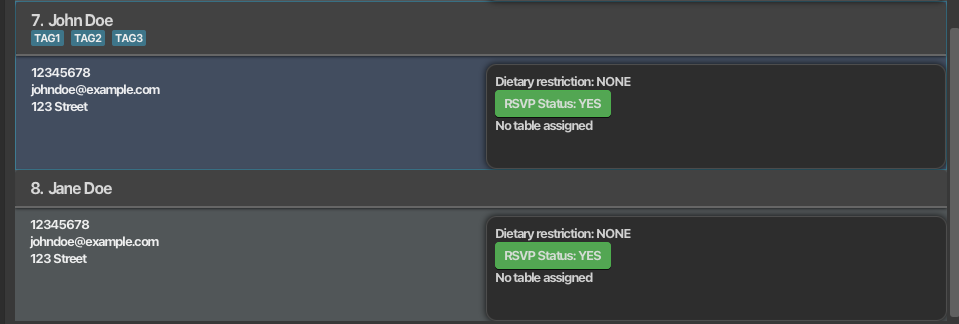 7. John Doe
TAG1 TAG2 TAG3
12345678
johndoe@example.com
123 Street
Dietary restriction: NONE
RSVP Status: YES
No table assigned
8. Jane Doe
12345678
johndoe@example.com
123 Street
Dietary restriction: NONE
RSVP Status: YES
No table assigned